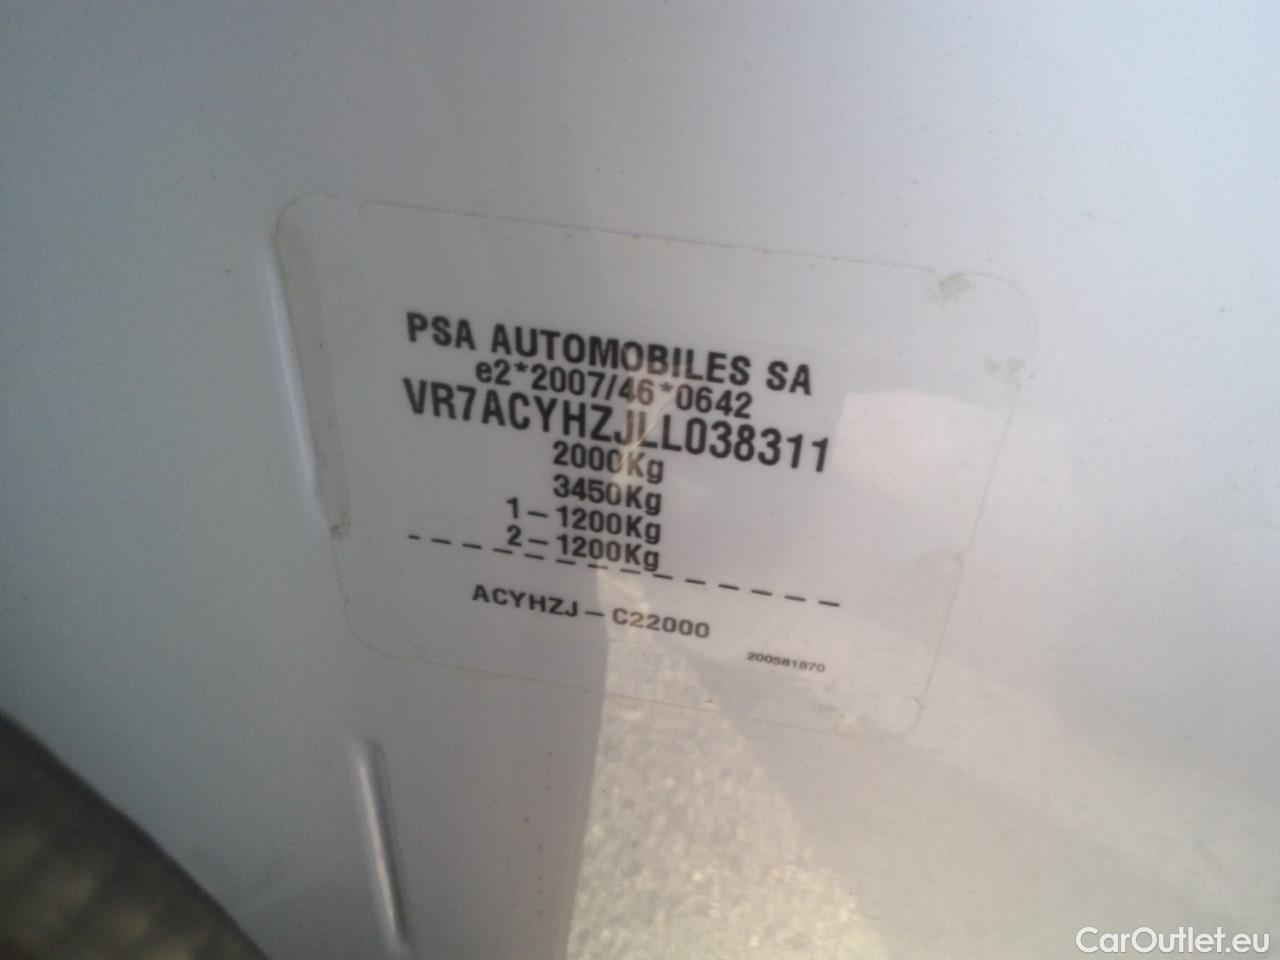 PSA AUTOMOBILES SA
e2*2007/46*0642
VR7ACYHZJLL038311
2000Kg
3450Kg
1-1200Kg
2-1200Kg
ACYHZJ-C22000
200581870
CarOutlet.eu